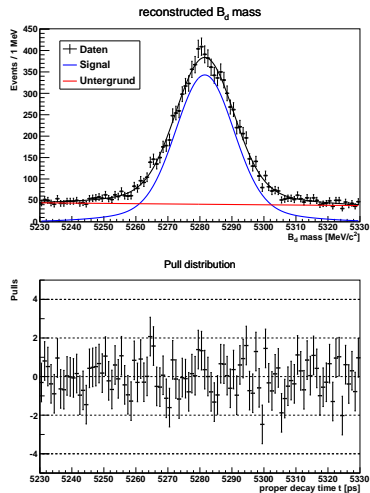 reconstructed B_d mass
Events / 1 MeV
450
400
350
300
250
200
150
100
50
0
Daten
Signal
Untergrund
5230 5240 5250 5260 5270 5280 5290 5300 5310 5320 5330
B_d mass [MeV/c²]
Pull distribution
Pulls
4
2
0
-2
-4
5230 5240 5250 5260 5270 5280 5290 5300 5310 5320 5330
proper decay time t [ps]